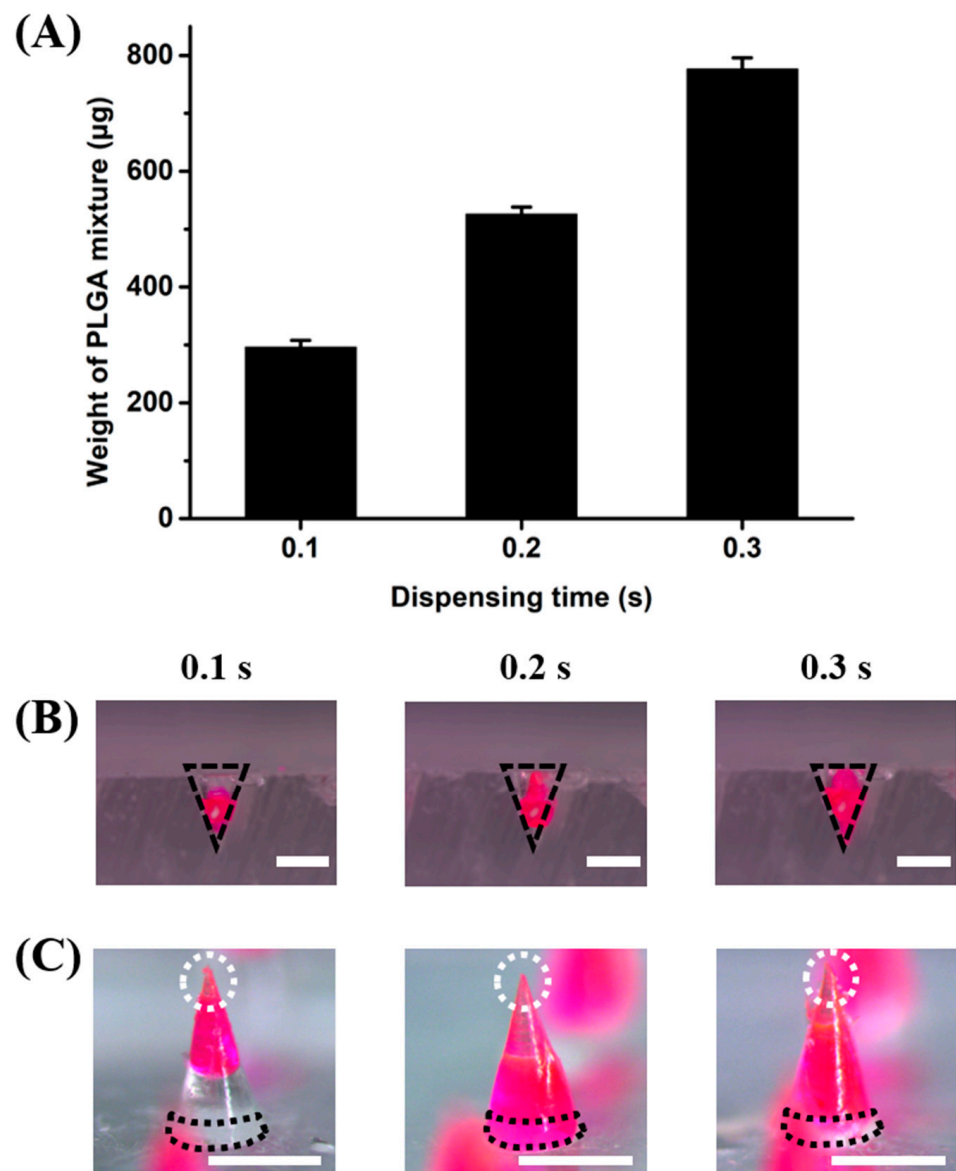 (A)
Weight of PLGA mixture (µg)
800
600
400
200
0
0.1 0.2 0.3
Dispensing time (s)
0.1 s 0.2 s 0.3 s
(B)
(C)